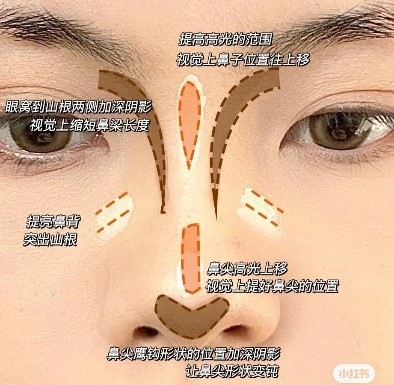 提高高光的范围
视觉上鼻子位置往上移
眼窝到山根两侧加深阴影
视觉上缩短鼻梁长度
提亮鼻背
突出山根
鼻尖高光上移
视觉上提好鼻尖的位置
鼻尖鹰钩形状的位置加深阴影
让鼻尖形状变钝
小红书